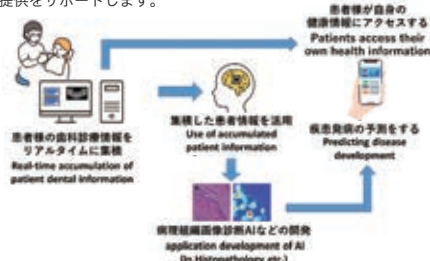 提供をサポートします。
患者様が自身の
健康情報にアクセスする
Patients access their
own health information
集積した患者情報を活用
Use of accumulated
patient information
患者様の歯科診療情報を
リアルタイムに集積
Real-time accumulation of
patient dental information
疾患発病の予測をする
Predicting disease
development
病理組織画像診断AIなどの開発
application development of AI
(In Histopathology etc.)